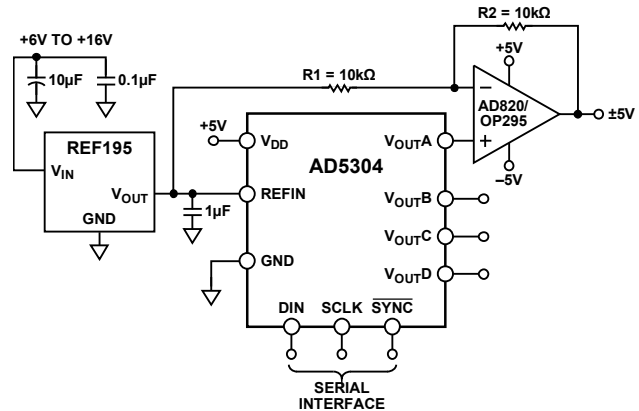 R2 = 10kΩ
+6V TO +16V
+5V
10µF
0.1µF
R1 = 10kΩ
AD820/
OP295
±5V
REF195
+5V
VDD
VOUTA
AD5304
–5V
VIN
VOUT
REFIN
VOUTB
1µF
GND
VOUTC
GND
VOUTD
DIN
SCLK
SYNC
SERIAL
INTERFACE